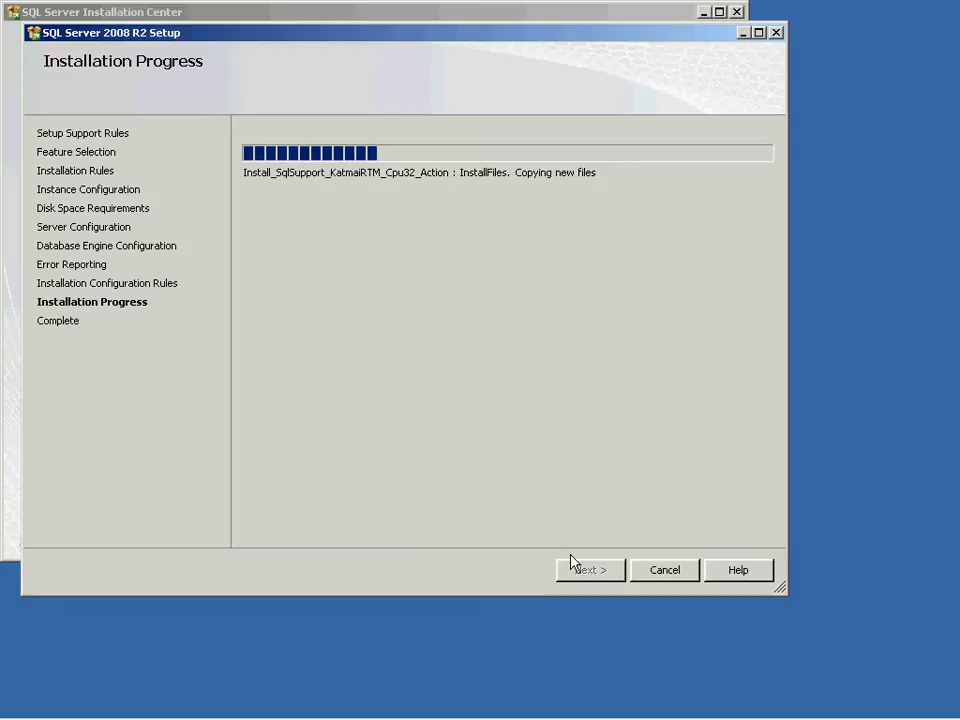 SQL Server Installation Center
SQL Server 2008 R2 Setup
Installation Progress
Setup Support Rules
Feature Selection
Installation Rules
Instance Configuration
Disk Space Requirements
Server Configuration
Database Engine Configuration
Error Reporting
Installation Configuration Rules
Installation Progress
Complete
Install_SqlSupport_KatmaiRTM_Cpu32_Action : InstallFiles. Copying new files
Next >
Cancel
Help